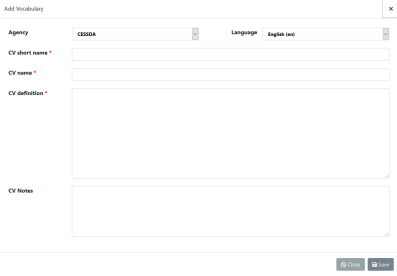 Add Vocabulary ×
Agency CESSDA Language English (en)
CV short name *
CV name *
CV definition *
CV Notes
Close Save